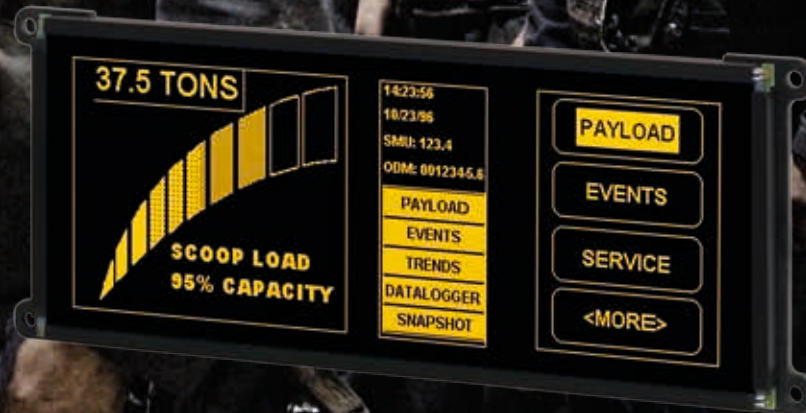 37.5 TONS
SCOOP LOAD
95% CAPACITY
14:23:56
10/23/96
SMU: 123.4
ODM: 001234-5.6
PAYLOAD
EVENTS
TRENDS
DATALOGGER
SNAPSHOT
PAYLOAD
EVENTS
SERVICE
<MORE>